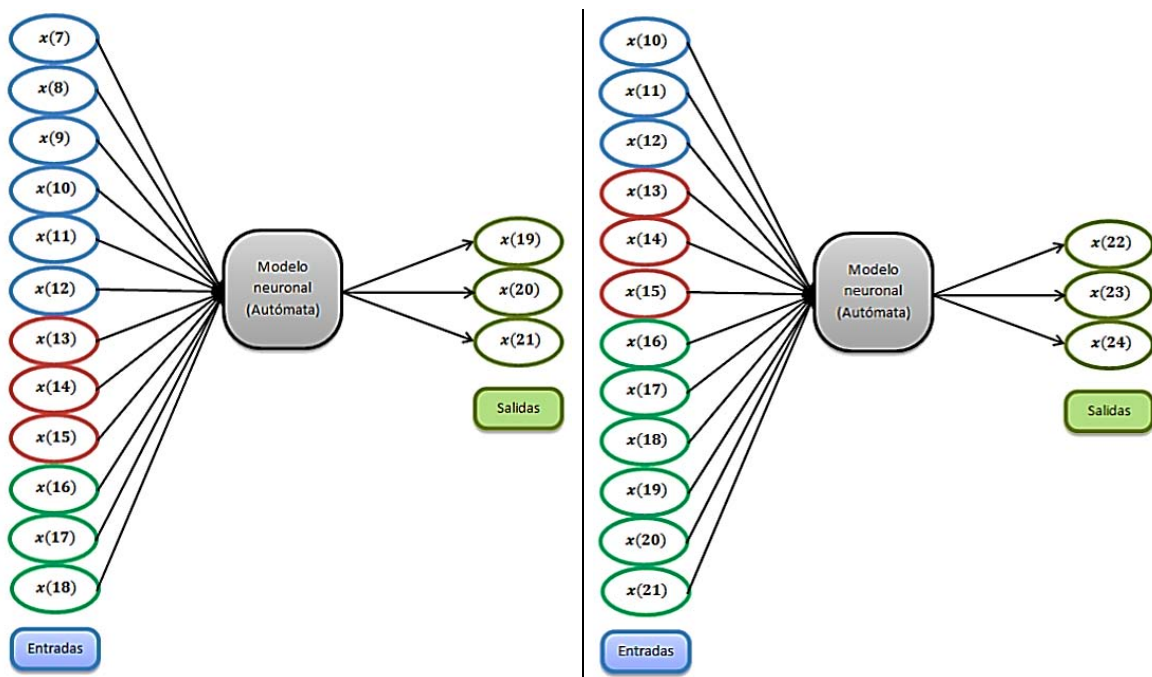 x(7)
x(8)
x(9)
x(10)
x(11)
x(12)
x(13)
x(14)
x(15)
x(16)
x(17)
x(18)
Entradas
Modelo
neuronal
(Autómata)
x(19)
x(20)
x(21)
Salidas
x(10)
x(11)
x(12)
x(13)
x(14)
x(15)
x(16)
x(17)
x(18)
x(19)
x(20)
x(21)
Entradas
Modelo
neuronal
(Autómata)
x(22)
x(23)
x(24)
Salidas